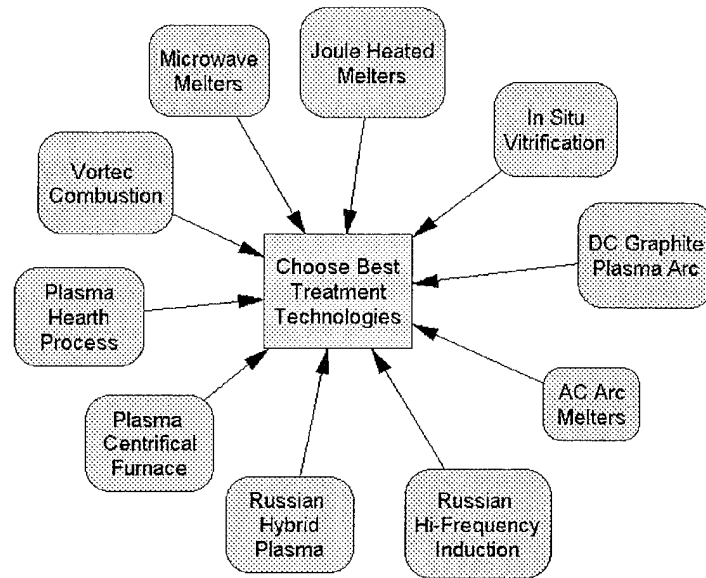 Microwave
Melters
Joule Heated
Melters
In Situ
Vitrification
Vortec
Combustion
DC Graphite
Plasma Arc
Choose Best
Treatment
Technologies
Plasma
Hearth
Process
AC Arc
Melters
Plasma
Centrifical
Furnace
Russian
Hybrid
Plasma
Russian
Hi-Frequency
Induction